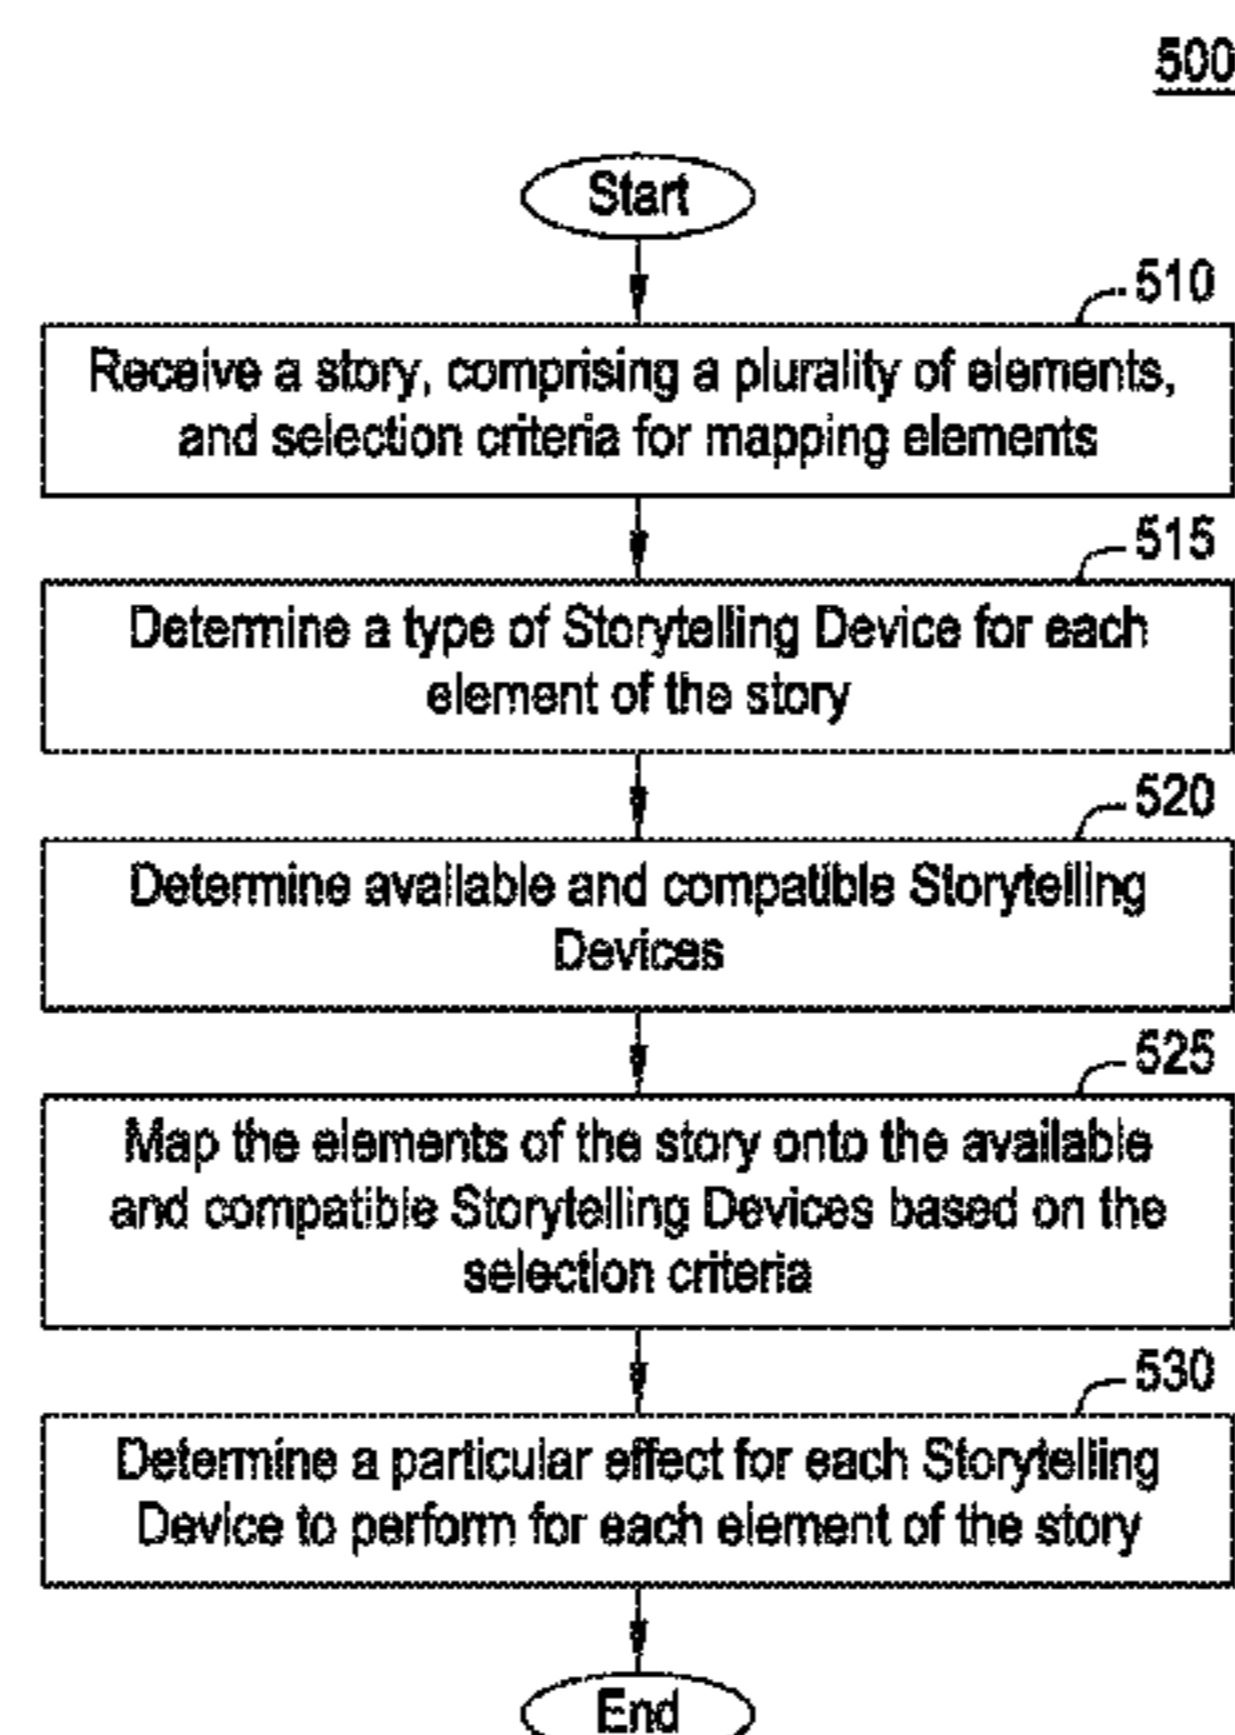 500
Start
510
Receive a story, comprising a plurality of elements,
and selection criteria for mapping elements
515
Determine a type of Storytelling Device for each
element of the story
520
Determine available and compatible Storytelling
Devices
525
Map the elements of the story onto the available
and compatible Storytelling Devices based on the
selection criteria
530
Determine a particular effect for each Storytelling
Device to perform for each element of the story
End